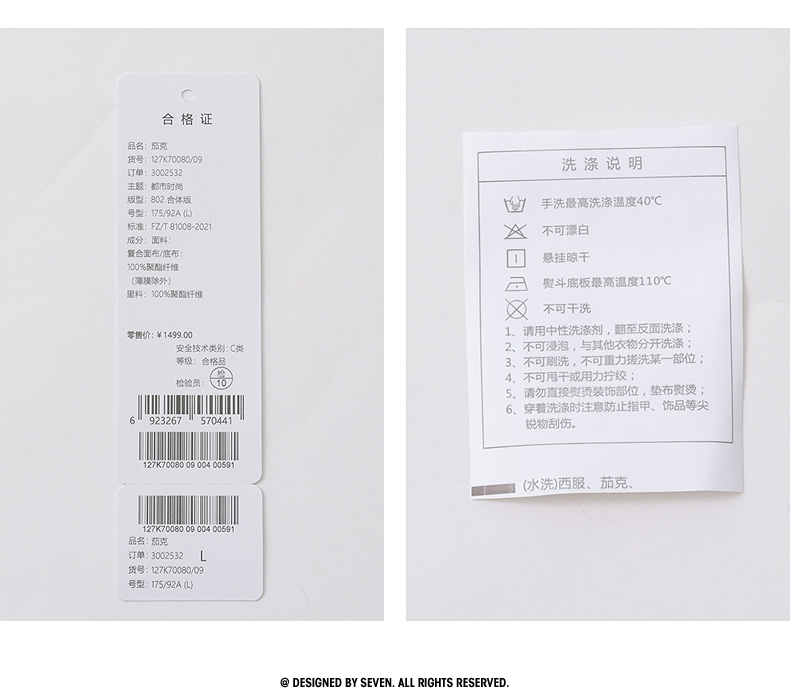 合格证
品名：茄克
货号：127K70080/09
订单：3002532
主题：都市时尚
版型：802 合体版
号型：175/92A (L)
标准：FZ/T 81008-2021
成分：面料：
复合面布/底布：
100%聚酯纤维
（薄膜除外）
里料：100%聚酯纤维
零售价：¥1499.00
安全技术类别：C类
等级：合格品
检验员：检 10
6 923267 570441
127K70080 09 004 00591
127K70080 09 004 00591
品名：茄克
订单：3002532 L
货号：127K70080/09
号型：175/92A (L)
洗涤说明
手洗最高洗涤温度40℃
不可漂白
悬挂晾干
熨斗底板最高温度110℃
不可干洗
1、请用中性洗涤剂，翻至反面洗涤；
2、不可浸泡，与其他衣物分开洗涤；
3、不可刷洗，不可重力搓洗某一部位；
4、不可甩干或用力拧绞；
5、请勿直接熨烫装饰部位，垫布熨烫；
6、穿着洗涤时注意防止指甲、饰品等尖
锐物刮伤。
(水洗)西服、茄克、
@ DESIGNED BY SEVEN. ALL RIGHTS RESERVED.